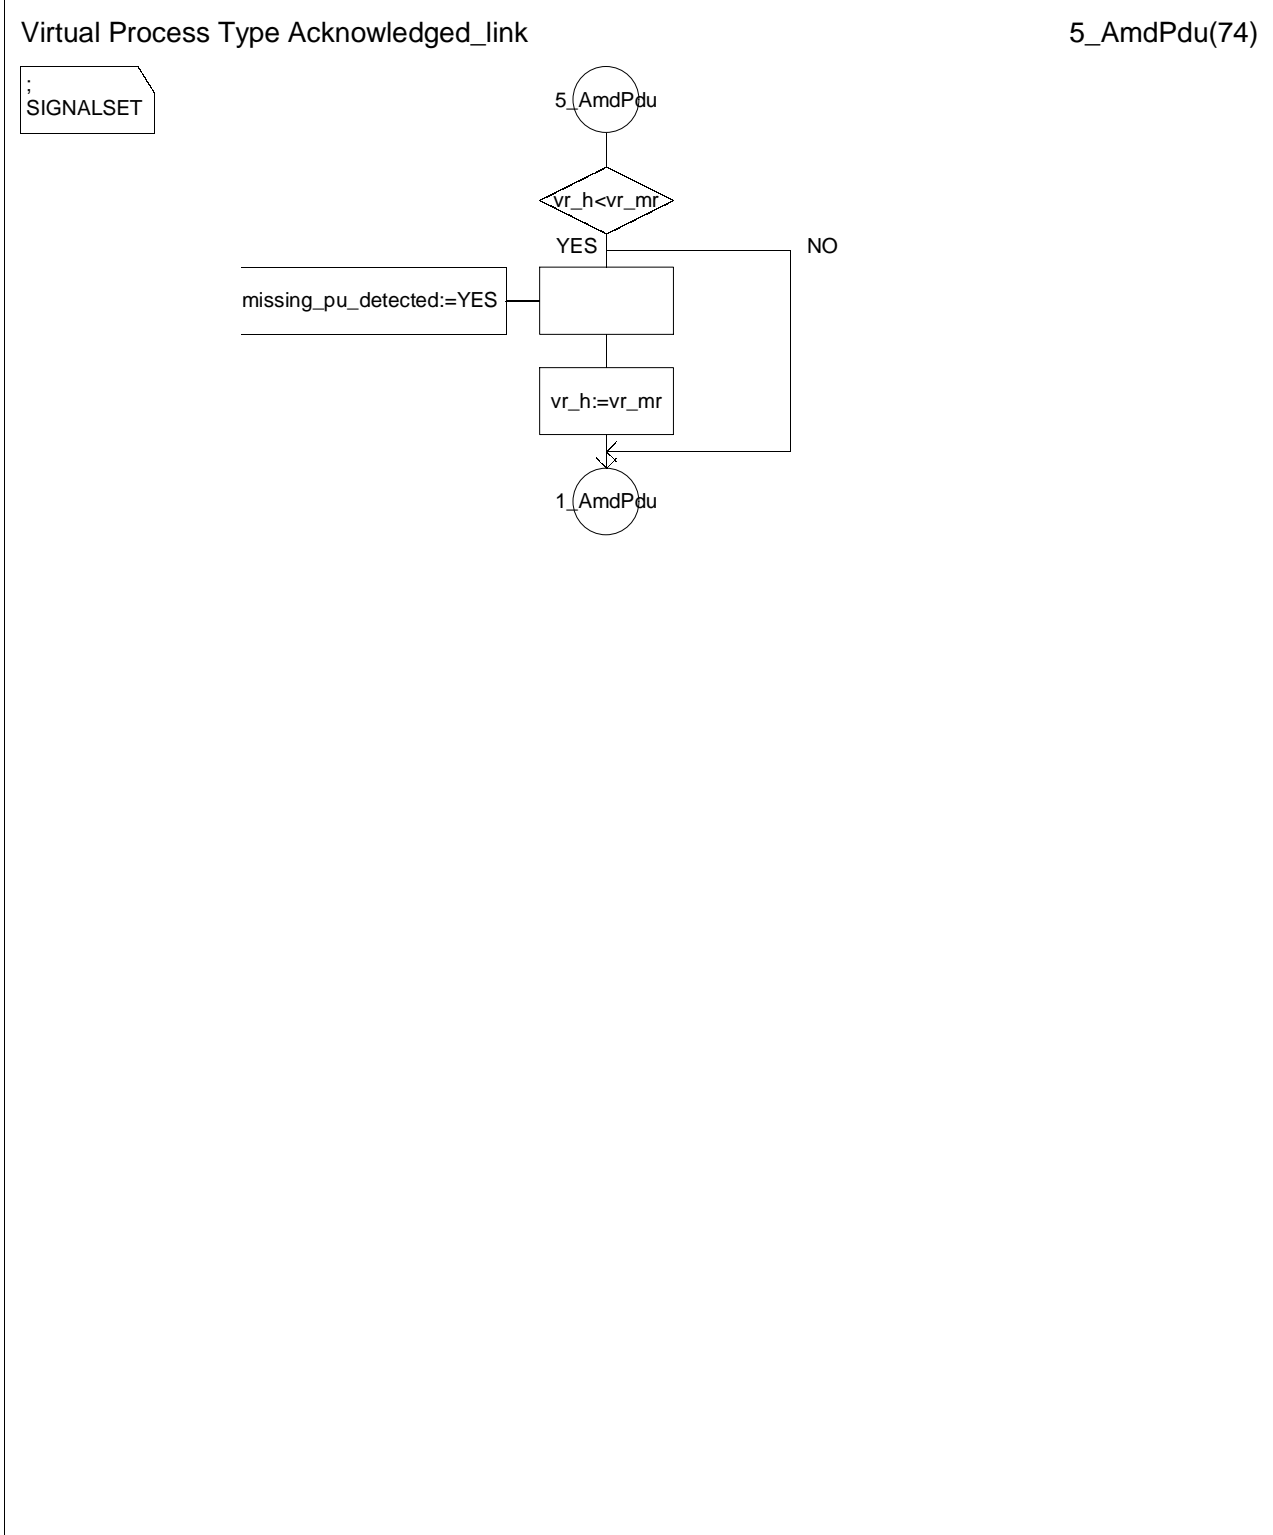 Virtual Process Type Acknowledged_link
5_AmdPdu(74)
;
SIGNALSET
5_AmdPdu
vr_h<vr_mr
YES
NO
missing_pu_detected:=YES
vr_h:=vr_mr
1_AmdPdu